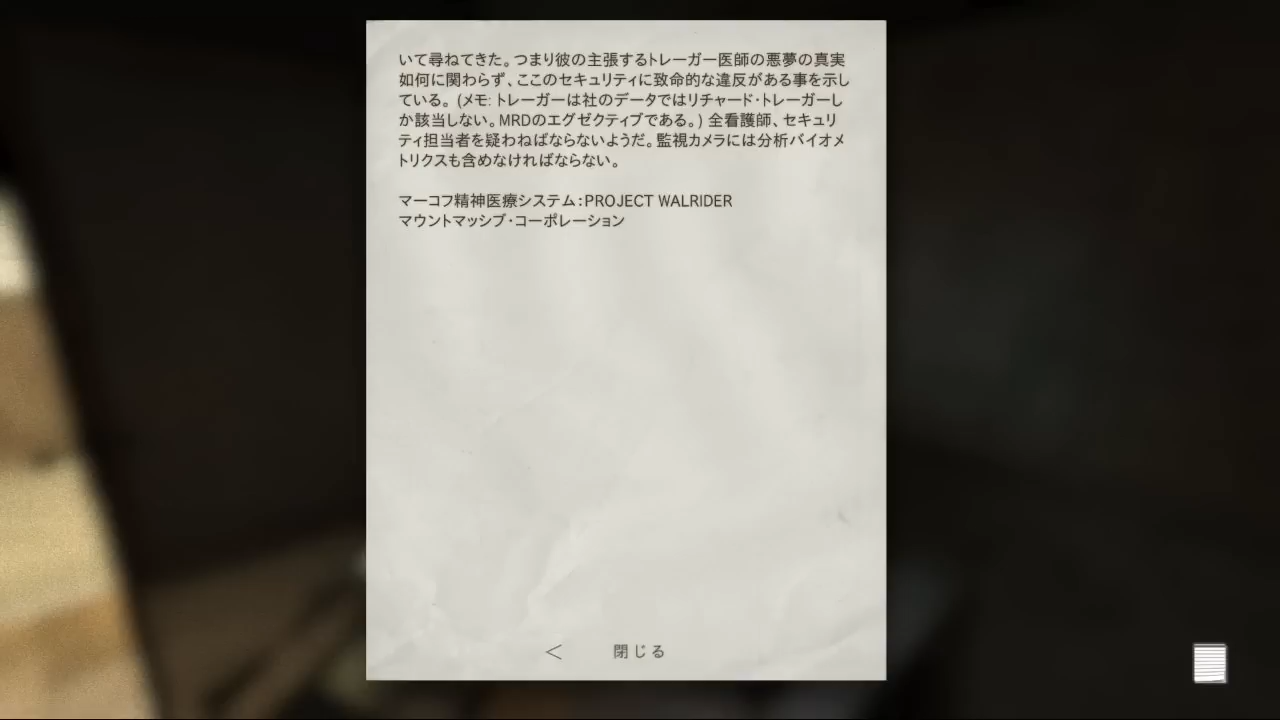 いて尋ねてきた。つまり彼の主張するトレーガー医師の悪夢の真実
如何に関わらず、ここのセキュリティに致命的な違反がある事を示し
ている。(メモ: トレーガーは社のデータではリチャード・トレーガーし
か該当しない。MRDのエグゼクティブである。) 全看護師、セキュリ
ティ担当者を疑わねばならないようだ。監視カメラには分析バイオメ
トリクスも含めなければならない。
マーコフ精神医療システム:PROJECT WALRIDER
マウントマッシブ・コーポレーション
< 閉じる